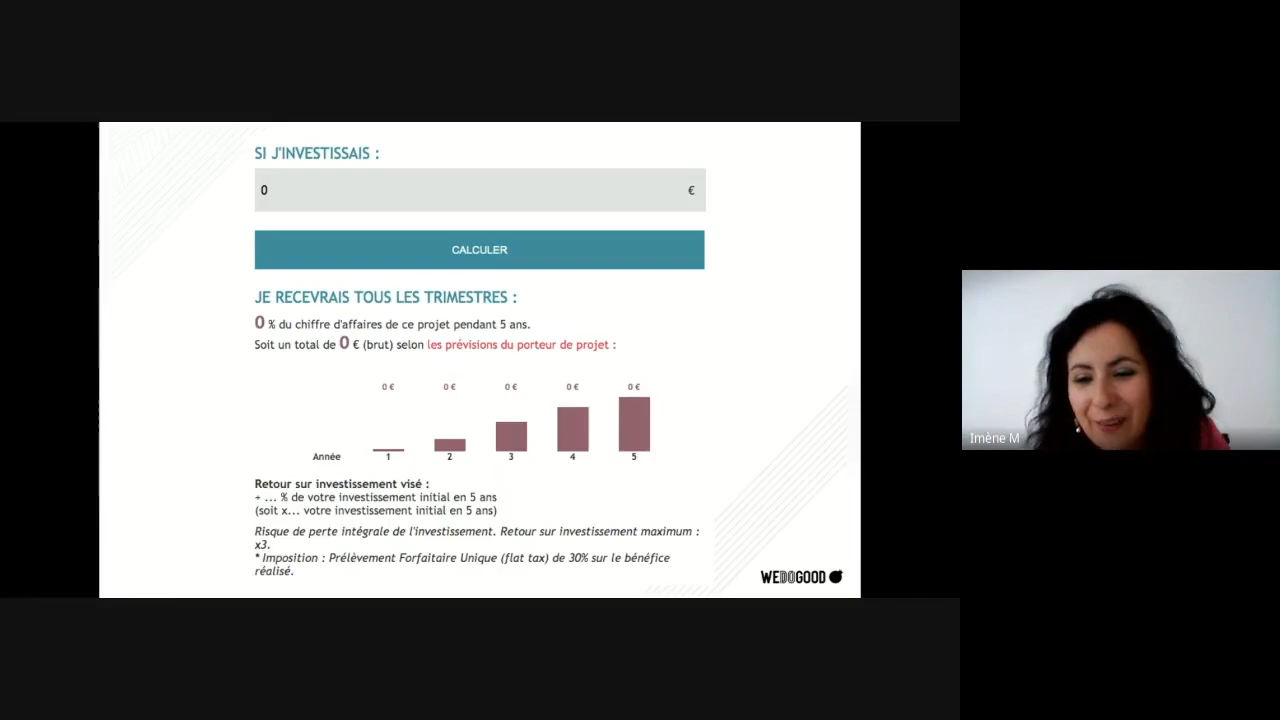 SI J'INVESTISSAIS :
0 €
CALCULER
JE RECEVRAIS TOUS LES TRIMESTRES :
0 % du chiffre d'affaires de ce projet pendant 5 ans.
Soit un total de 0 € (brut) selon les prévisions du porteur de projet :
0 € 0 € 0 € 0 € 0 €
Année 1 2 3 4 5
Retour sur investissement visé :
+ ... % de votre investissement initial en 5 ans
(soit x... votre investissement initial en 5 ans)
Risque de perte intégrale de l'investissement. Retour sur investissement maximum :
x3.
* Imposition : Prélèvement Forfaitaire Unique (flat tax) de 30% sur le bénéfice
réalisé.
WEDOGOOD
Imène M